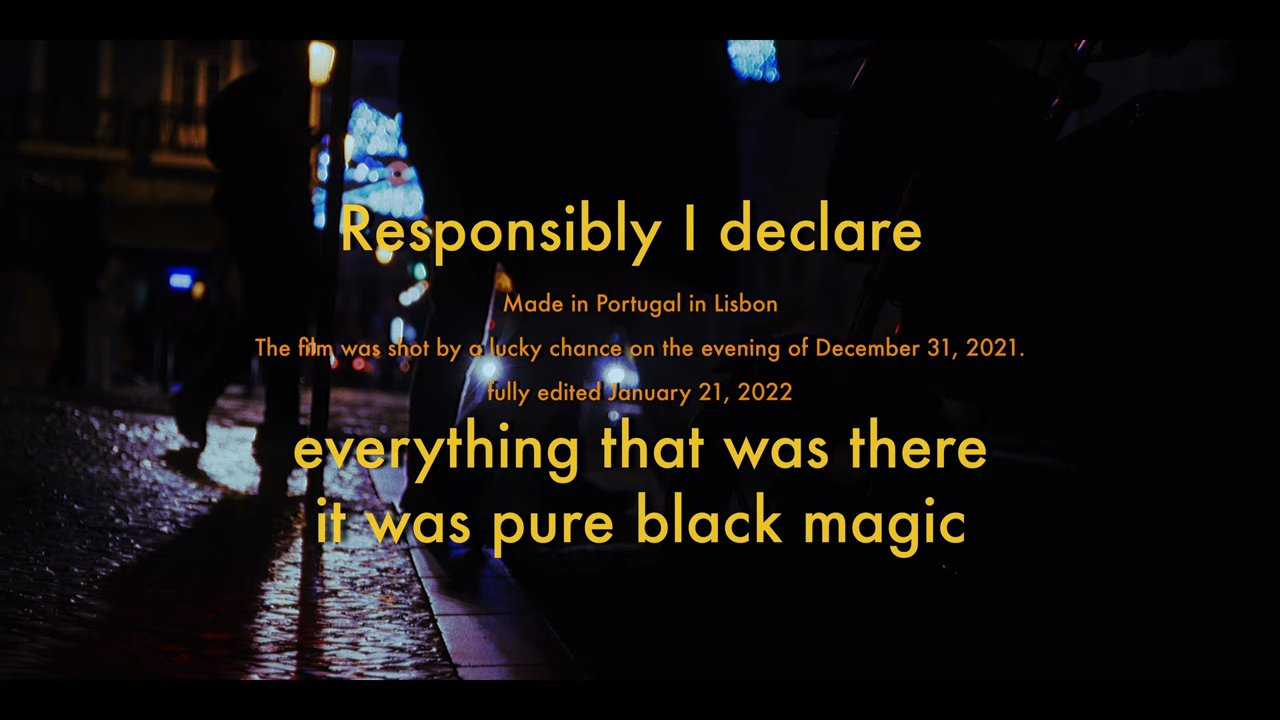 Responsibly I declare
Made in Portugal in Lisbon
The film was shot by a lucky chance on the evening of December 31, 2021.
fully edited January 21, 2022
everything that was there
it was pure black magic